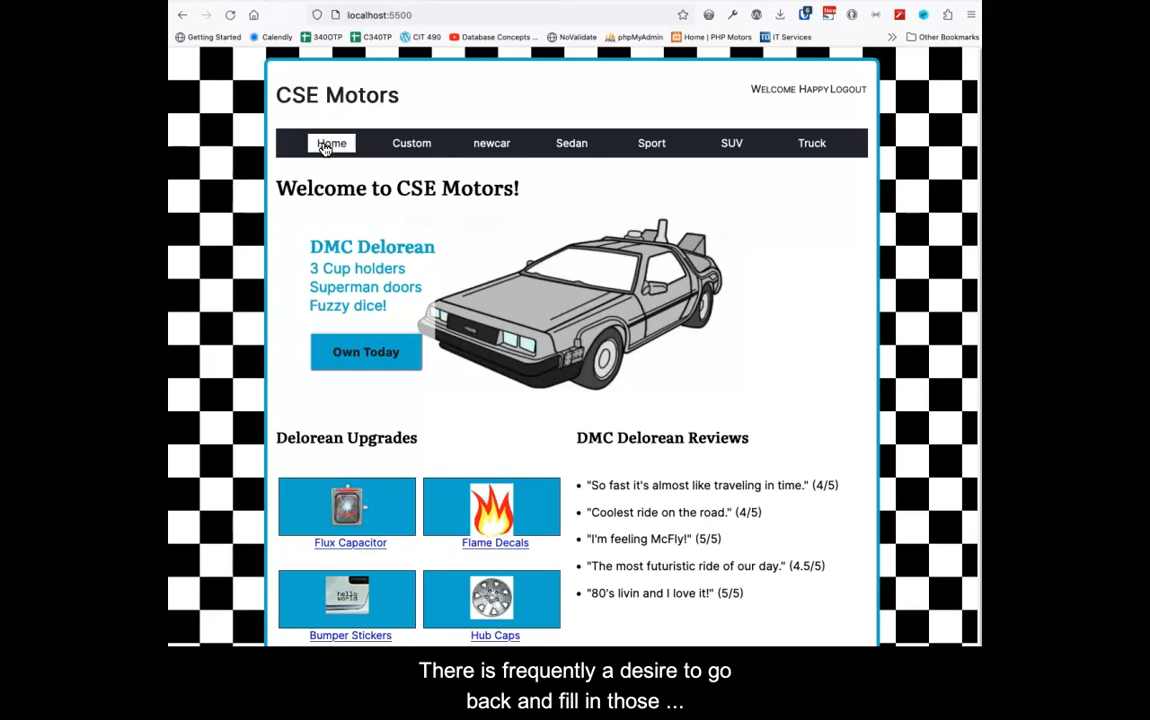 localhost:5500
New
Getting Started Calendly 340OTP C340TP CIT 490 Database Concepts ... NoValidate phpMyAdmin Home | PHP Motors IT Services Other Bookmarks
CSE Motors
WELCOME HAPPY LOGOUT
Home Custom newcar Sedan Sport SUV Truck
Welcome to CSE Motors!
DMC Delorean
3 Cup holders
Superman doors
Fuzzy dice!
Own Today
Delorean Upgrades
DMC Delorean Reviews
• "So fast it's almost like traveling in time." (4/5)
• "Coolest ride on the road." (4/5)
• "I'm feeling McFly!" (5/5)
• "The most futuristic ride of our day." (4.5/5)
• "80's livin and I love it!" (5/5)
Flux Capacitor
Flame Decals
hello
world
Bumper Stickers
Hub Caps
There is frequently a desire to go
back and fill in those ...